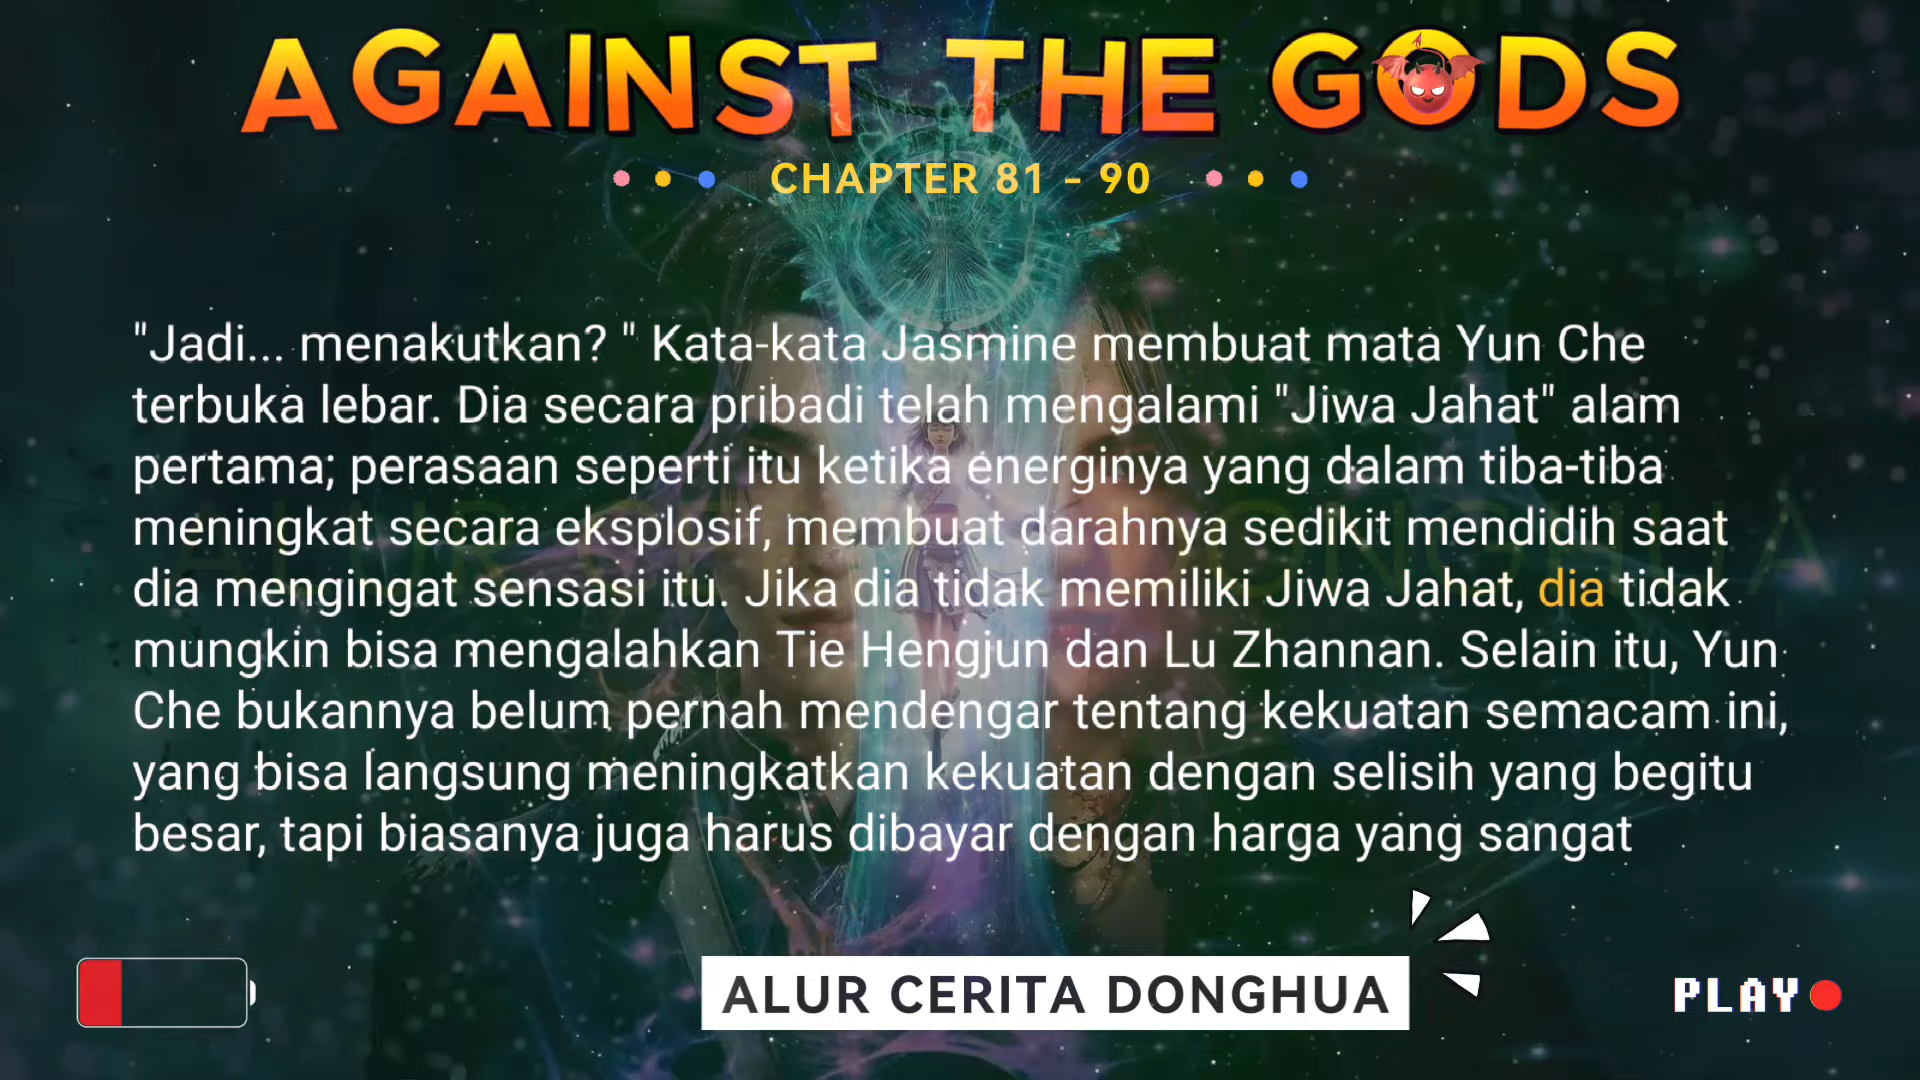 AGAINST THE GODS
CHAPTER 81 - 90
"Jadi... menakutkan? " Kata-kata Jasmine membuat mata Yun Che
terbuka lebar. Dia secara pribadi telah mengalami "Jiwa Jahat" alam
pertama; perasaan seperti itu ketika energinya yang dalam tiba-tiba
meningkat secara eksplosif, membuat darahnya sedikit mendidih saat
dia mengingat sensasi itu. Jika dia tidak memiliki Jiwa Jahat, dia tidak
mungkin bisa mengalahkan Tie Hengjun dan Lu Zhannan. Selain itu, Yun
Che bukannya belum pernah mendengar tentang kekuatan semacam ini,
yang bisa langsung meningkatkan kekuatan dengan selisih yang begitu
besar, tapi biasanya juga harus dibayar dengan harga yang sangat
ALUR CERITA DONGHUA
PLAY